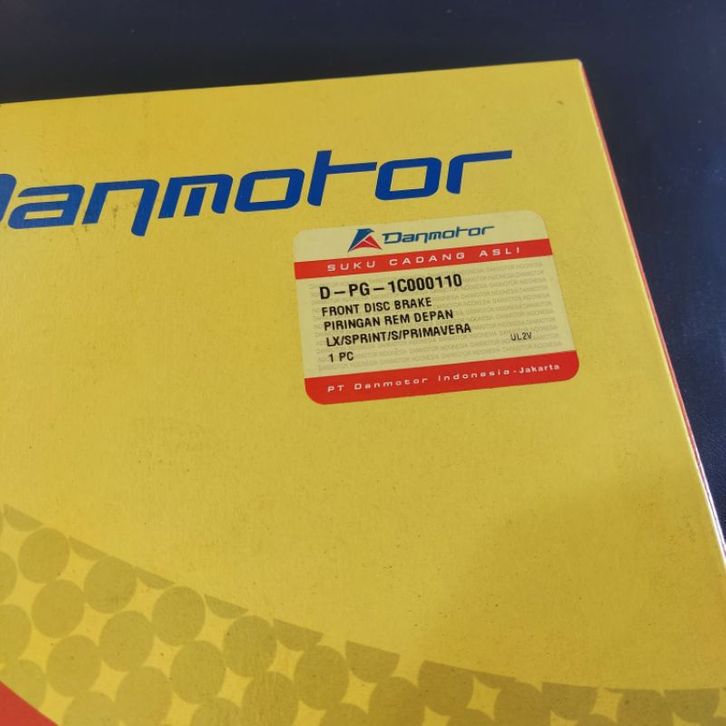 Danmotor
Danmotor
SUKU CADANG ASLI
D-PG-1C000110
FRONT DISC BRAKE
PIRINGAN REM DEPAN
LX/SPRINT/S/PRIMAVERA
1 PC
UL2V
PT Danmotor Indonesia-Jakarta